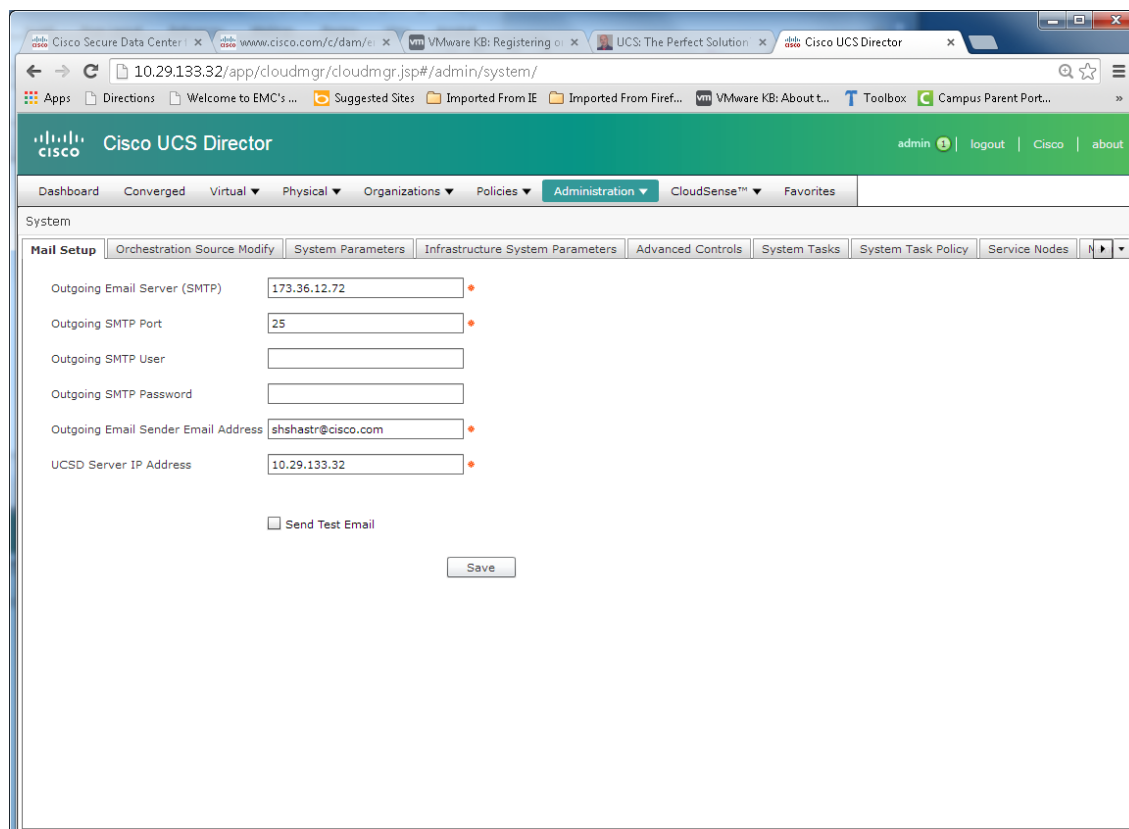 Cisco Secure Data Center
www.cisco.com/c/dam/e
VMware KB: Registering o
UCS: The Perfect Solution
Cisco UCS Director
10.29.133.32/app/cloudmgr/cloudmgr.jsp#/admin/system/
Apps Directions Welcome to EMC's ... Suggested Sites Imported From IE Imported From Firef... VMware KB: About t... Toolbox Campus Parent Port... »
CISCO Cisco UCS Director admin 1 | logout | Cisco | about
Dashboard Converged Virtual Physical Organizations Policies Administration CloudSense™ Favorites
System
Mail Setup Orchestration Source Modify System Parameters Infrastructure System Parameters Advanced Controls System Tasks System Task Policy Service Nodes
Outgoing Email Server (SMTP) 173.36.12.72
Outgoing SMTP Port 25
Outgoing SMTP User
Outgoing SMTP Password
Outgoing Email Sender Email Address shshastr@cisco.com
UCSD Server IP Address 10.29.133.32
Send Test Email
Save